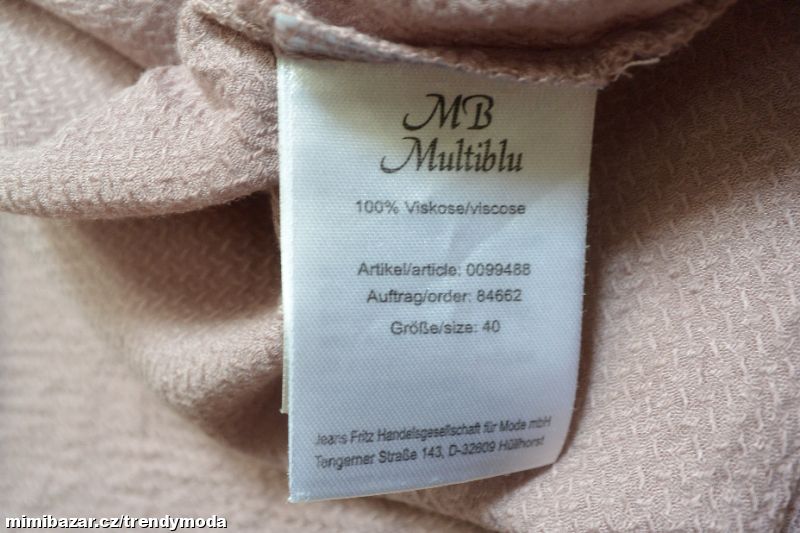 MB
Multiblu
100% Viskose/viscose
Artikel/article: 0099488
Auftrag/order: 84662
Größe/size: 40
Jeans Fritz Handelsgesellschaft für Mode mbH
Tengerner Straße 143, D-32609 Hüllhorst
mimibazar.cz/trendymoda